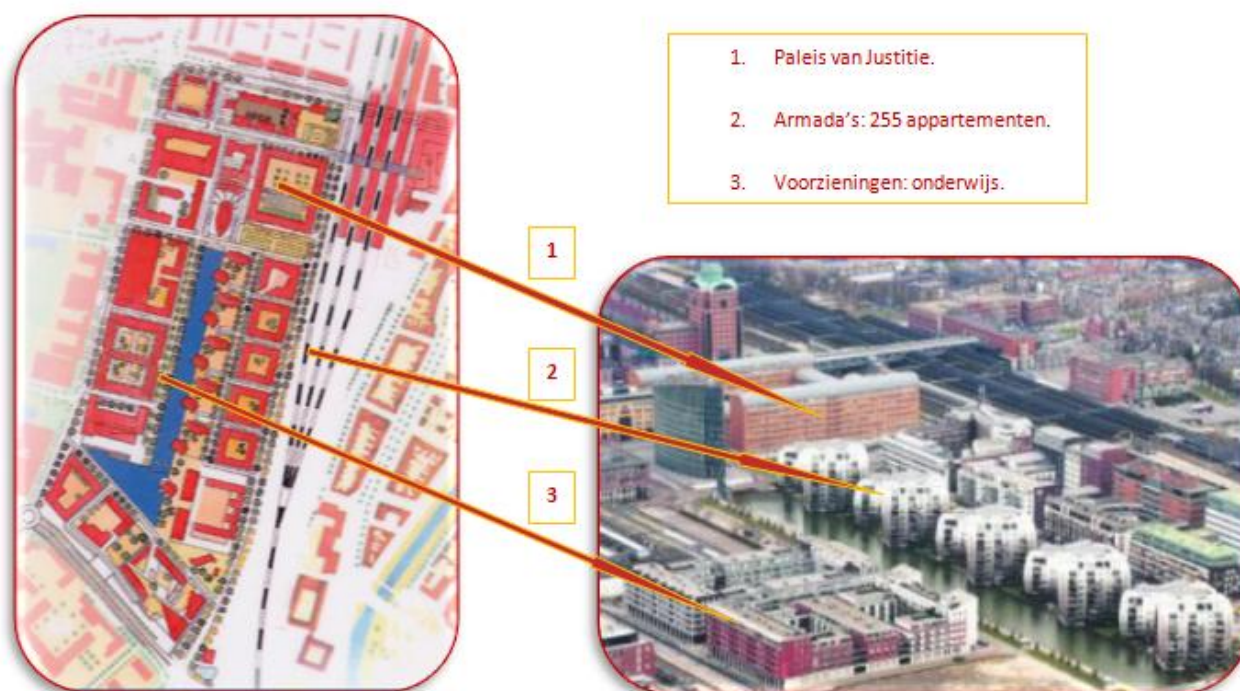 1. Paleis van Justitie.
2. Armada's: 255 appartementen.
3. Voorzieningen: onderwijs.
1
2
3